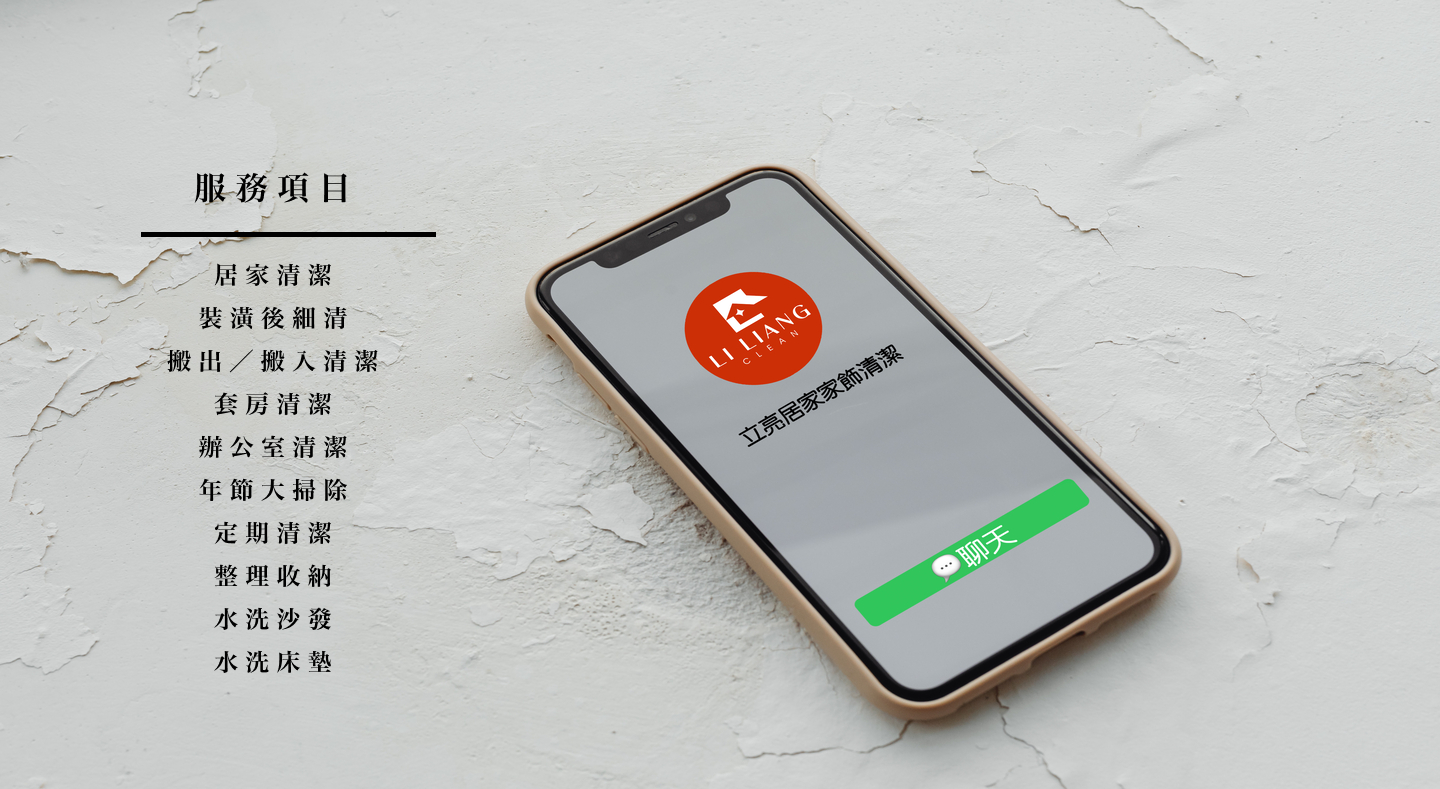 服務項目
居家清潔
裝潢後細清
搬出／搬入清潔
套房清潔
辦公室清潔
年節大掃除
定期清潔
整理收納
水洗沙發
水洗床墊
LI LIANG
CLEAN
立亮居家家飾清潔
聊天